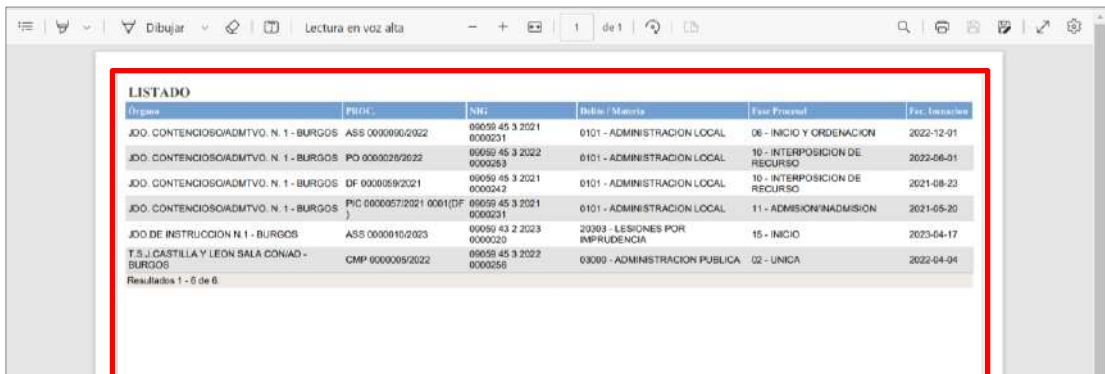 Dibujar Lectura en voz alta 1 de 1
LISTADO
Órgano PROC. NIG Delito / Materia Fase Procesal Fec. Incoacion
JDO. CONTENCIOSO/ADMTVO. N. 1 - BURGOS ASS 0000090/2022 09059 45 3 2021 0101 - ADMINISTRACION LOCAL 06 - INICIO Y ORDENACION 2022-12-01
0000231
JDO. CONTENCIOSO/ADMTVO. N. 1 - BURGOS PO 0000026/2022 09059 45 3 2022 0101 - ADMINISTRACION LOCAL 10 - INTERPOSICION DE 2022-06-01
0000253 RECURSO
JDO. CONTENCIOSO/ADMTVO. N. 1 - BURGOS DF 0000059/2021 09059 45 3 2021 0101 - ADMINISTRACION LOCAL 10 - INTERPOSICION DE 2021-08-23
0000242 RECURSO
JDO. CONTENCIOSO/ADMTVO. N. 1 - BURGOS PIC 0000057/2021 0001(DF 09059 45 3 2021 0101 - ADMINISTRACION LOCAL 11 - ADMISION/INADMISION 2021-05-20
) 0000231
JDO.DE INSTRUCCION N.1 - BURGOS ASS 0000010/2023 09059 43 2 2023 20303 - LESIONES POR 15 - INICIO 2023-04-17
0000020 IMPRUDENCIA
T.S.J.CASTILLA Y LEON SALA CON/AD - CMP 0000005/2022 09059 45 3 2022 03000 - ADMINISTRACION PUBLICA 02 - UNICA 2022-04-04
BURGOS 0000256
Resultados 1 - 6 de 6.